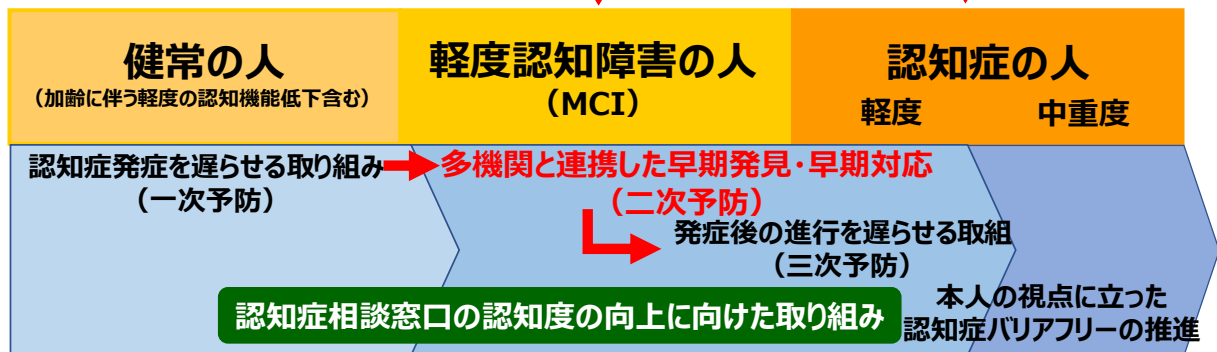 健常の人
(加齢に伴う軽度の認知機能低下含む)
軽度認知障害の人
(MCI)
認知症の人
軽度 中重度
認知症発症を遅らせる取り組み
(一次予防)
多機関と連携した早期発見・早期対応
(二次予防)
発症後の進行を遅らせる取組
(三次予防)
認知症相談窓口の認知度の向上に向けた取り組み
本人の視点に立った
認知症バリアフリーの推進